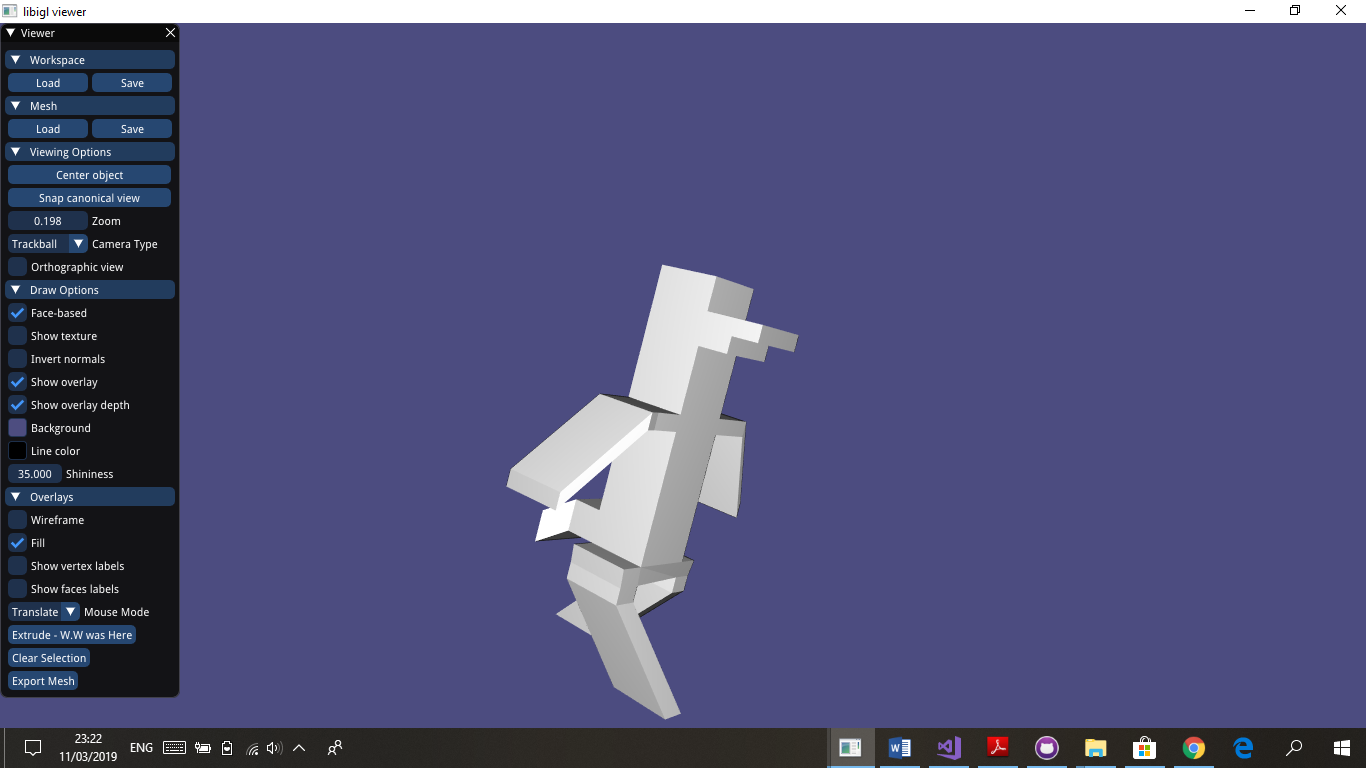 libigl viewer
Viewer
Workspace
Load Save
Mesh
Load Save
Viewing Options
Center object
Snap canonical view
0.198 Zoom
Trackball Camera Type
Orthographic view
Draw Options
Face-based
Show texture
Invert normals
Show overlay
Show overlay depth
Background
Line color
35.000 Shininess
Overlays
Wireframe
Fill
Show vertex labels
Show faces labels
Translate Mouse Mode
Extrude - W.W was Here
Clear Selection
Export Mesh
23:22
11/03/2019
ENG